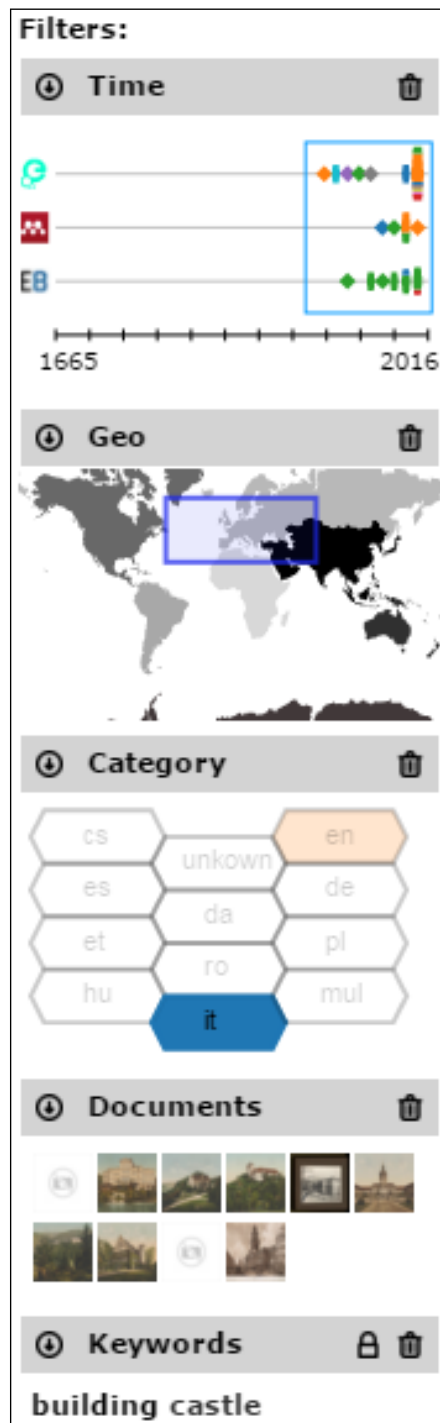 Filters:
Time
EB
1665 2016
Geo
Category
cs en
unkown
es de
da
et pl
ro
hu mul
it
Documents
Keywords
building castle